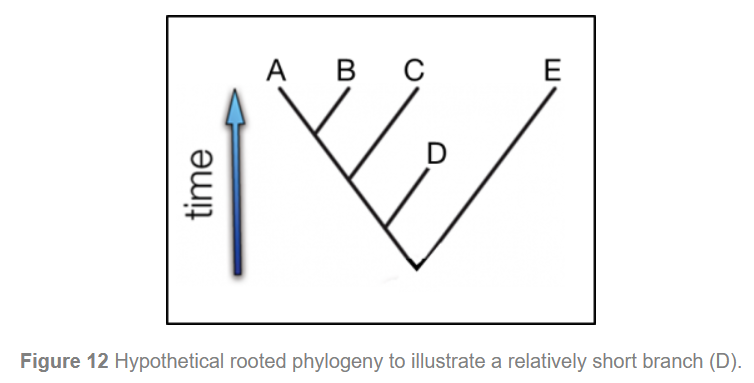 A B C E
D
time
Figure 12 Hypothetical rooted phylogeny to illustrate a relatively short branch (D).